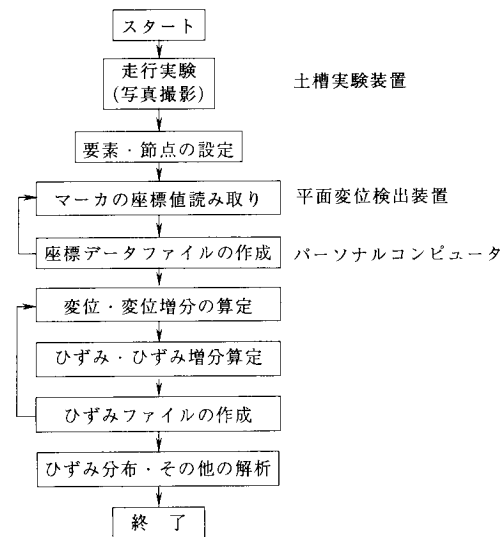 スタート
走行実験
(写真撮影)
土槽実験装置
要素・節点の設定
マーカの座標値読み取り
平面変位検出装置
座標データファイルの作成
パーソナルコンピュータ
変位・変位増分の算定
ひずみ・ひずみ増分算定
ひずみファイルの作成
ひずみ分布・その他の解析
終 了